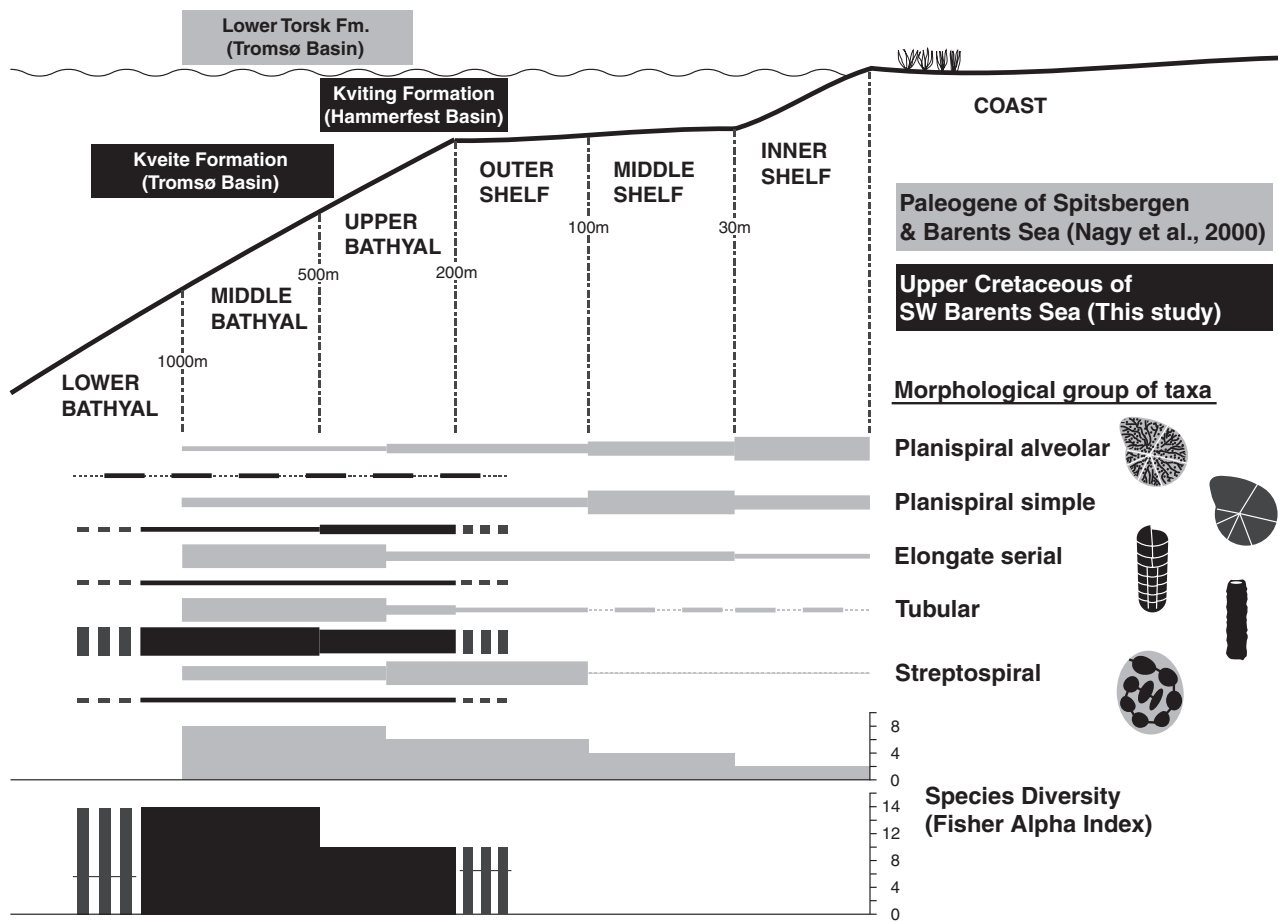 Lower Torsk Fm.
(Tromsø Basin)
Kviting Formation
(Hammerfest Basin)
Kveite Formation
(Tromsø Basin)
COAST
INNER
SHELF
MIDDLE
SHELF
OUTER
SHELF
UPPER
BATHYAL
MIDDLE
BATHYAL
LOWER
BATHYAL
30m
100m
200m
500m
1000m
Paleogene of Spitsbergen
& Barents Sea (Nagy et al., 2000)
Upper Cretaceous of
SW Barents Sea (This study)
Morphological group of taxa
Planispiral alveolar
Planispiral simple
Elongate serial
Tubular
Streptospiral
8
4
0
14
12
8
4
0
Species Diversity
(Fisher Alpha Index)